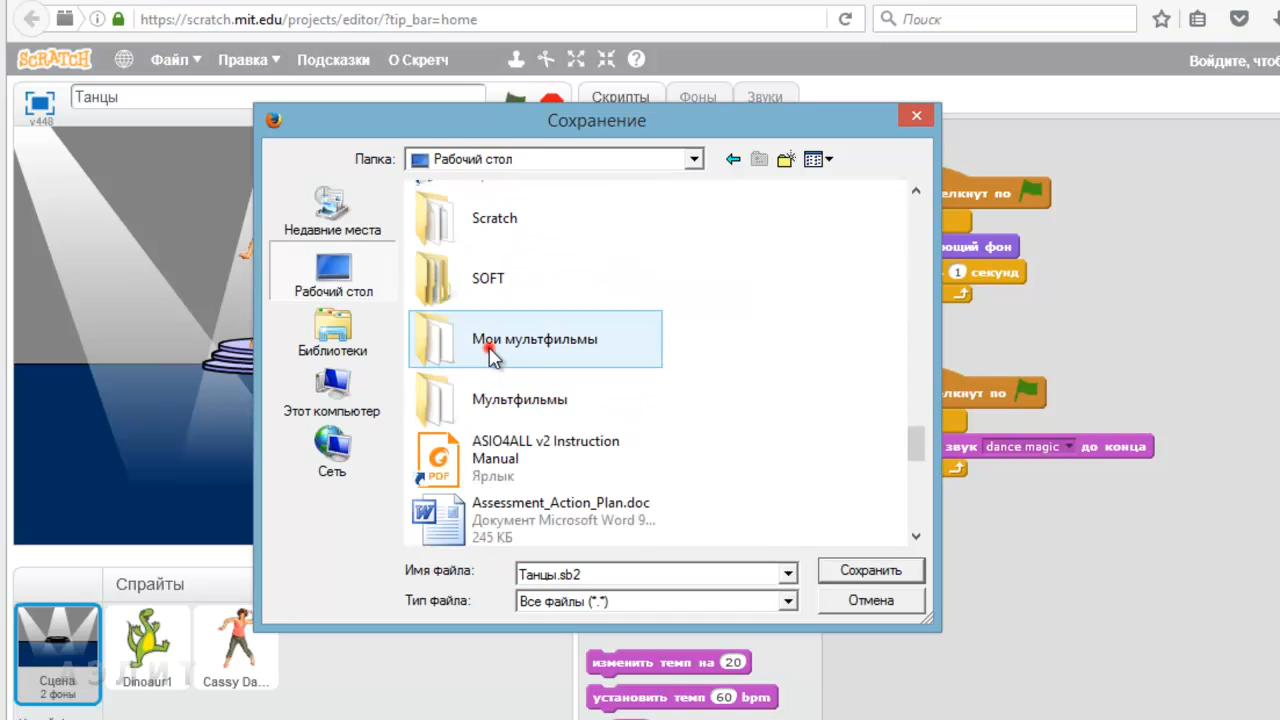 https://scratch.mit.edu/projects/editor/?tip_bar=home
Поиск
SCRATCH
Файл
Правка
Подсказки
О Скретч
Войдите, чтоб
Танцы
v448
Скрипты
Фоны
Звуки
Сохранение
Папка:
Рабочий стол
Недавние места
Рабочий стол
Библиотеки
Этот компьютер
Сеть
Scratch
SOFT
Мои мультфильмы
Мультфильмы
ASIO4ALL v2 Instruction
Manual
Ярлык
PDF
Assessment_Action_Plan.doc
Документ Microsoft Word 9...
245 КБ
Имя файла:
Танцы.sb2
Сохранить
Тип файла:
Все файлы (*.*)
Отмена
елкнут по
ющий фон
1 секунд
елкнут по
звук dance magic до конца
Спрайты
Сцена
2 фоны
Dinoaur1
Cassy Da...
изменить темп на 20
установить темп 60 bpm